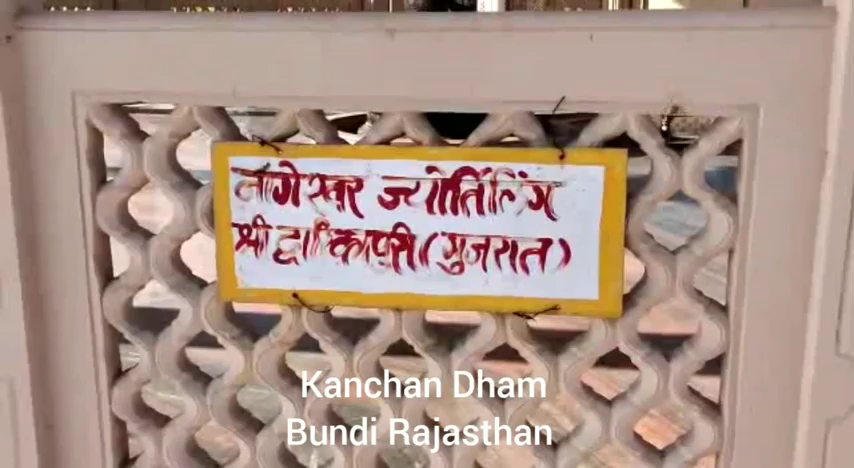 नागेश्वर ज्योर्तिलिंग
श्री द्वारिकापुरी (गुजरात)
Kanchan Dham
Bundi Rajasthan